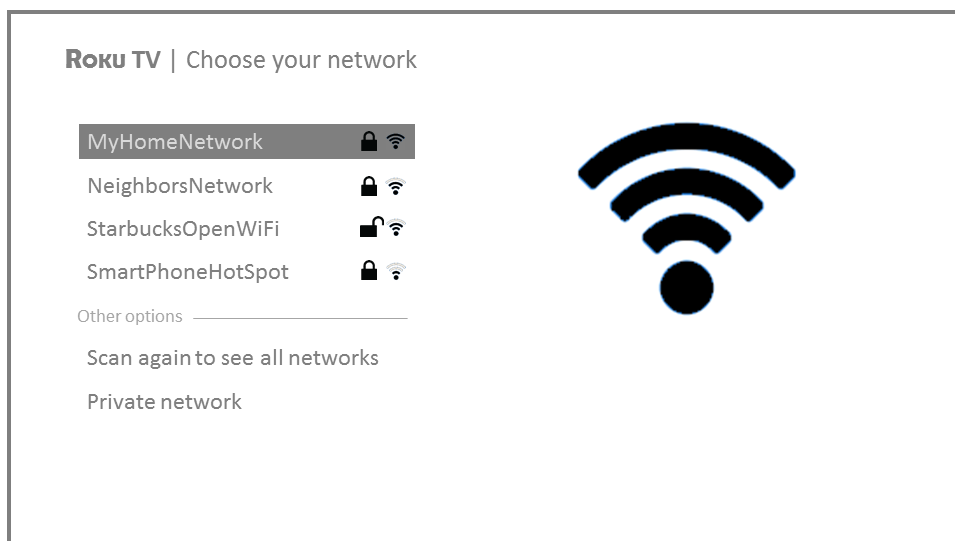 ROKU TV | Choose your network
MyHomeNetwork
NeighborsNetwork
StarbucksOpenWiFi
SmartPhoneHotSpot
Other options
Scan again to see all networks
Private network